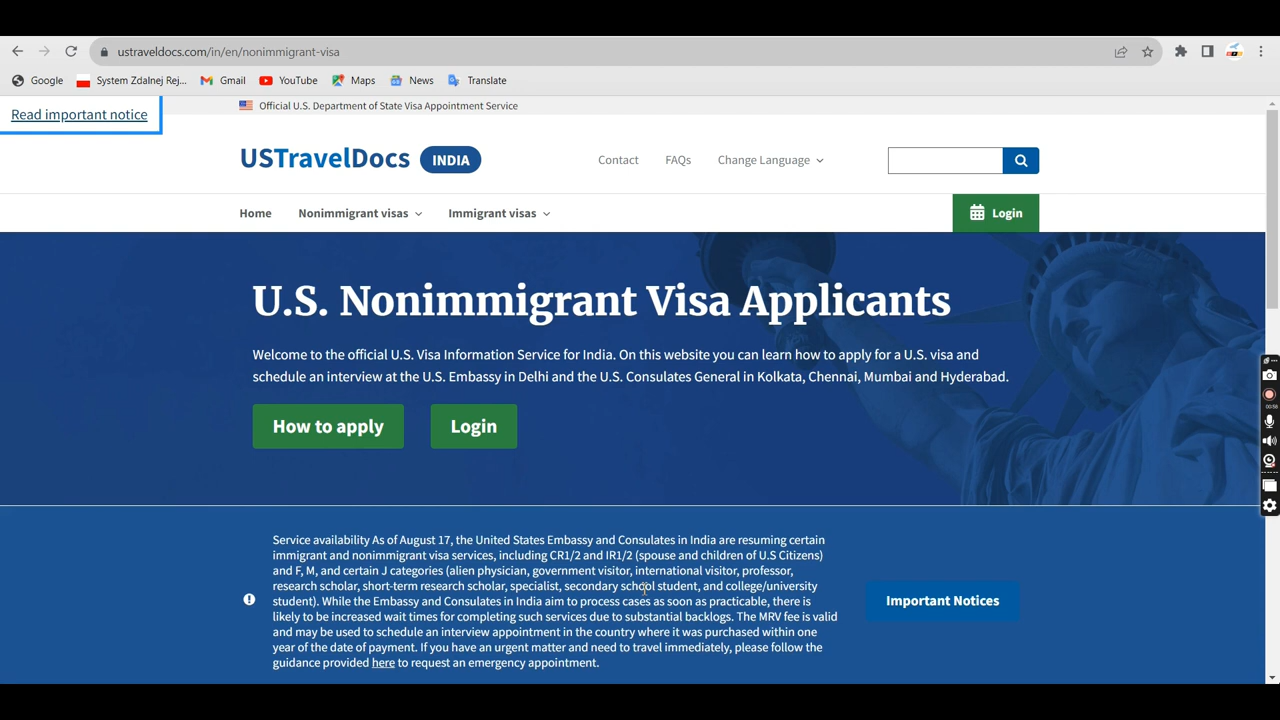 ustraveldocs.com/in/en/nonimmigrant-visa
Google System Zdalnej Rej... Gmail YouTube Maps News Translate
Read important notice
Official U.S. Department of State Visa Appointment Service
USTravelDocs INDIA
Contact FAQs Change Language
Home Nonimmigrant visas Immigrant visas Login
U.S. Nonimmigrant Visa Applicants
Welcome to the official U.S. Visa Information Service for India. On this website you can learn how to apply for a U.S. visa and
schedule an interview at the U.S. Embassy in Delhi and the U.S. Consulates General in Kolkata, Chennai, Mumbai and Hyderabad.
How to apply Login
Service availability As of August 17, the United States Embassy and Consulates in India are resuming certain
immigrant and nonimmigrant visa services, including CR1/2 and IR1/2 (spouse and children of U.S Citizens)
and F, M, and certain J categories (alien physician, government visitor, international visitor, professor,
research scholar, short-term research scholar, specialist, secondary school student, and college/university
student). While the Embassy and Consulates in India aim to process cases as soon as practicable, there is
likely to be increased wait times for completing such services due to substantial backlogs. The MRV fee is valid
and may be used to schedule an interview appointment in the country where it was purchased within one
year of the date of payment. If you have an urgent matter and need to travel immediately, please follow the
guidance provided here to request an emergency appointment.
Important Notices